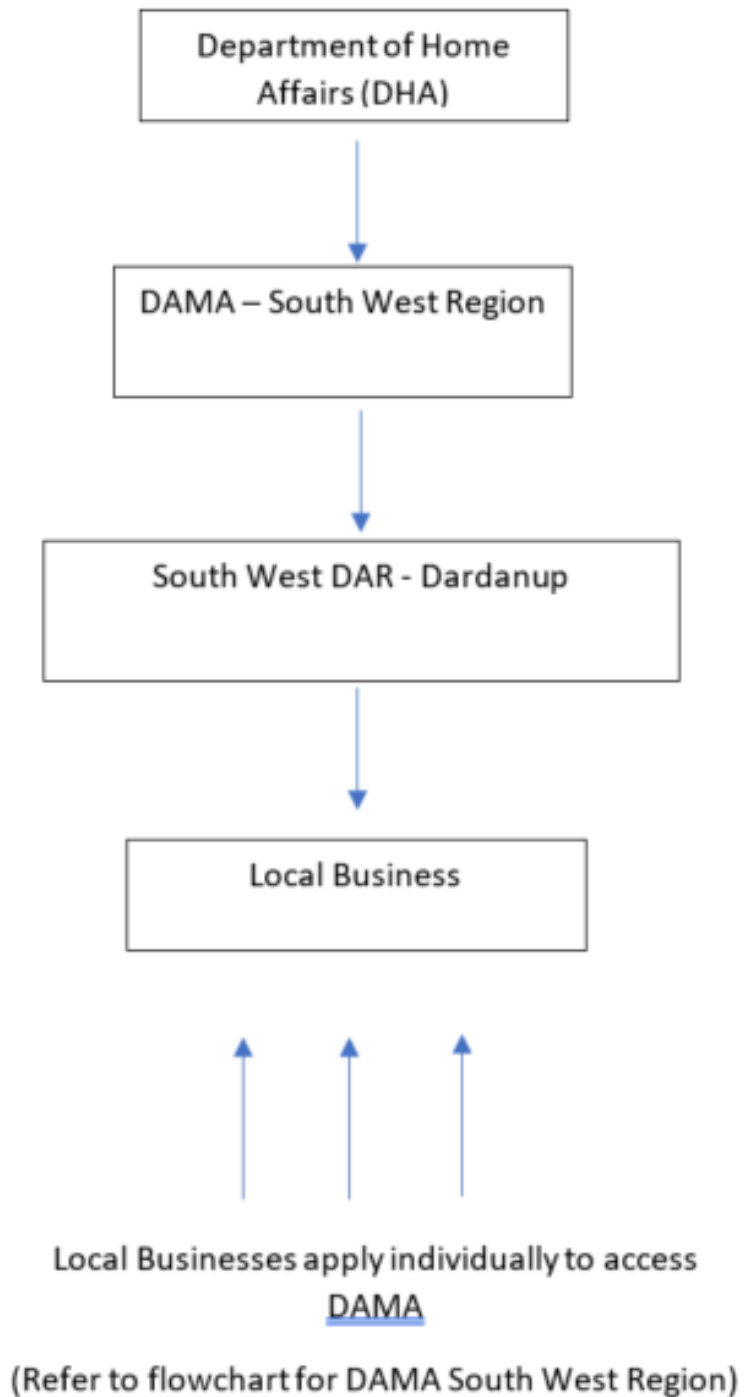 Department of Home
Affairs (DHA)
DAMA – South West Region
South West DAR - Dardanup
Local Business
Local Businesses apply individually to access
DAMA
(Refer to flowchart for DAMA South West Region)